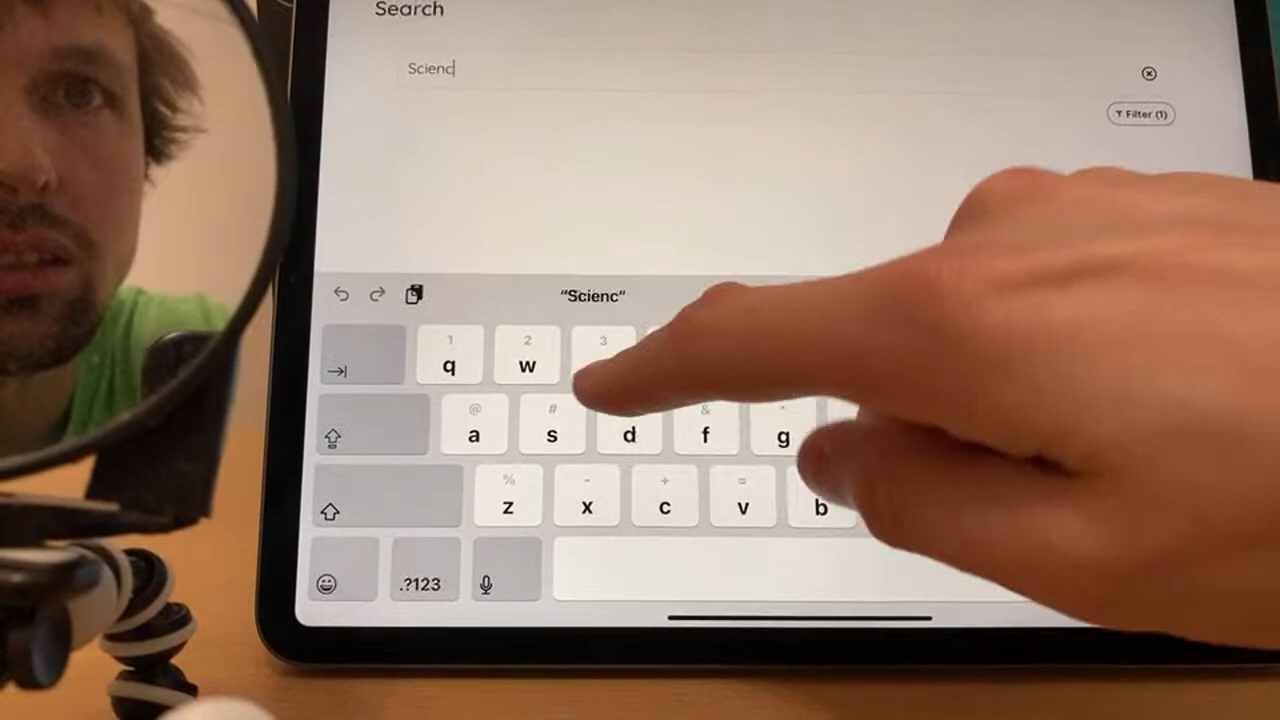 Search
Scienc
Filter (1)
"Scienc"
1 2 3
q w
@ # & "
a s d f g
% - + =
z x c v b
.?123